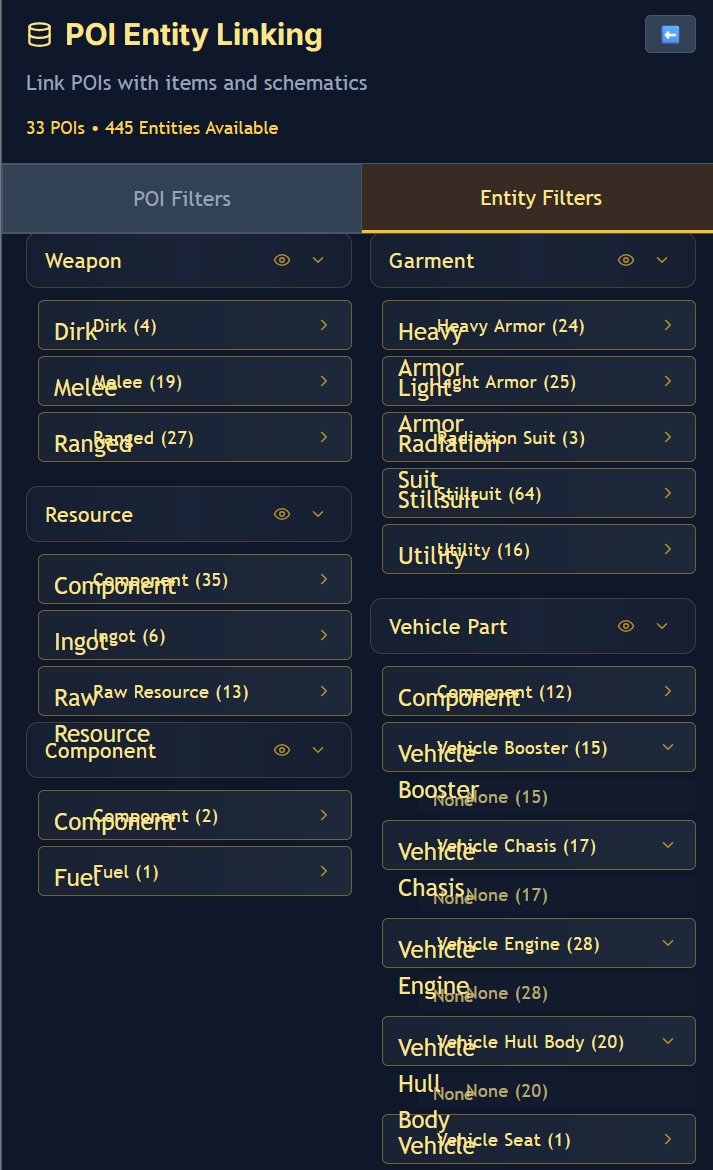 POI Entity Linking
Link POIs with items and schematics
33 POIs • 445 Entities Available
POI Filters
Entity Filters
Weapon
Dirk
Dirk (4)
Melee
Melee (19)
Ranged
Ranged (27)
Resource
Component
Component (35)
Ingot
Ingot (6)
Raw
Resource
Raw Resource (13)
Component
Component
Component (2)
Fuel
Fuel (1)
Garment
Heavy
Armor
Heavy Armor (24)
Light
Armor
Light Armor (25)
Radiation
Suit
Radiation Suit (3)
Stillsuit
Stillsuit (64)
Utility
Utility (16)
Vehicle Part
Component
Component (12)
Vehicle
Booster
Vehicle Booster (15)
None
None (15)
Vehicle
Chasis
Vehicle Chasis (17)
None
None (17)
Vehicle
Engine
Vehicle Engine (28)
None
None (28)
Vehicle
Hull
Body
Vehicle Hull Body (20)
None
None (20)
Vehicle
Vehicle Seat (1)